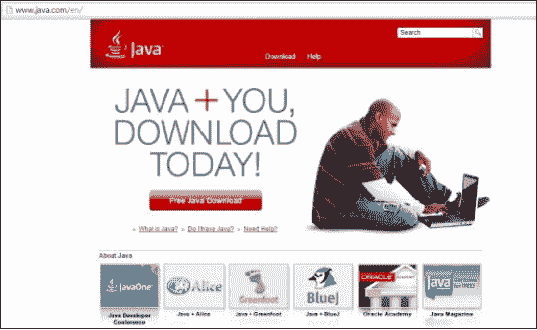 www.java.com/en/
Search
Java
Download Help
JAVA + YOU,
DOWNLOAD
TODAY!
Free Java Download
» What is Java? » Do I have Java? » Need Help?
About Java
JavaOne
Alice
Greenfoot
BlueJ
ORACLE
ACADEMY
Java
Java Developer
Conference
Java + Alice
Java + Greenfoot
Java + BlueJ
Oracle Academy
Java Magazine